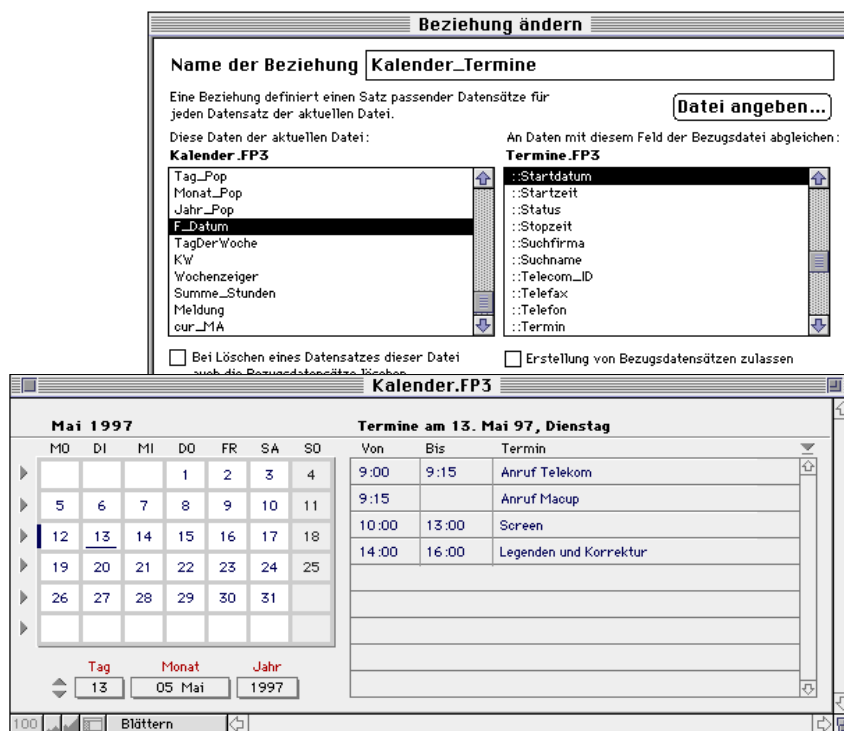 Beziehung ändern
Name der Beziehung Kalender_Termine
Eine Beziehung definiert einen Satz passender Datensätze für
jeden Datensatz der aktuellen Datei.
Datei angeben...
Diese Daten der aktuellen Datei:
Kalender.FP3
Tag_Pop
Monat_Pop
Jahr_Pop
F_Datum
TagDerWoche
KW
Wochenzeiger
Summe_Stunden
Meldung
cur_MA
An Daten mit diesem Feld der Bezugsdatei abgleichen:
Termine.FP3
::Startdatum
::Startzeit
::Status
::Stopzeit
::Suchfirma
::Suchname
::Telecom_ID
::Telefax
::Telefon
::Termin
Bei Löschen eines Datensatzes dieser Datei
auch die Bezugsdatensätze löschen
Erstellung von Bezugsdatensätzen zulassen
Kalender.FP3
Mai 1997
MO DI MI DO FR SA SO
1 2 3 4
5 6 7 8 9 10 11
12 13 14 15 16 17 18
19 20 21 22 23 24 25
26 27 28 29 30 31
Tag Monat Jahr
13 05 Mai 1997
Termine am 13. Mai 97, Dienstag
Von Bis Termin
9:00 9:15 Anruf Telekom
9:15 Anruf Macup
10:00 13:00 Screen
14:00 16:00 Legenden und Korrektur
100 Blättern